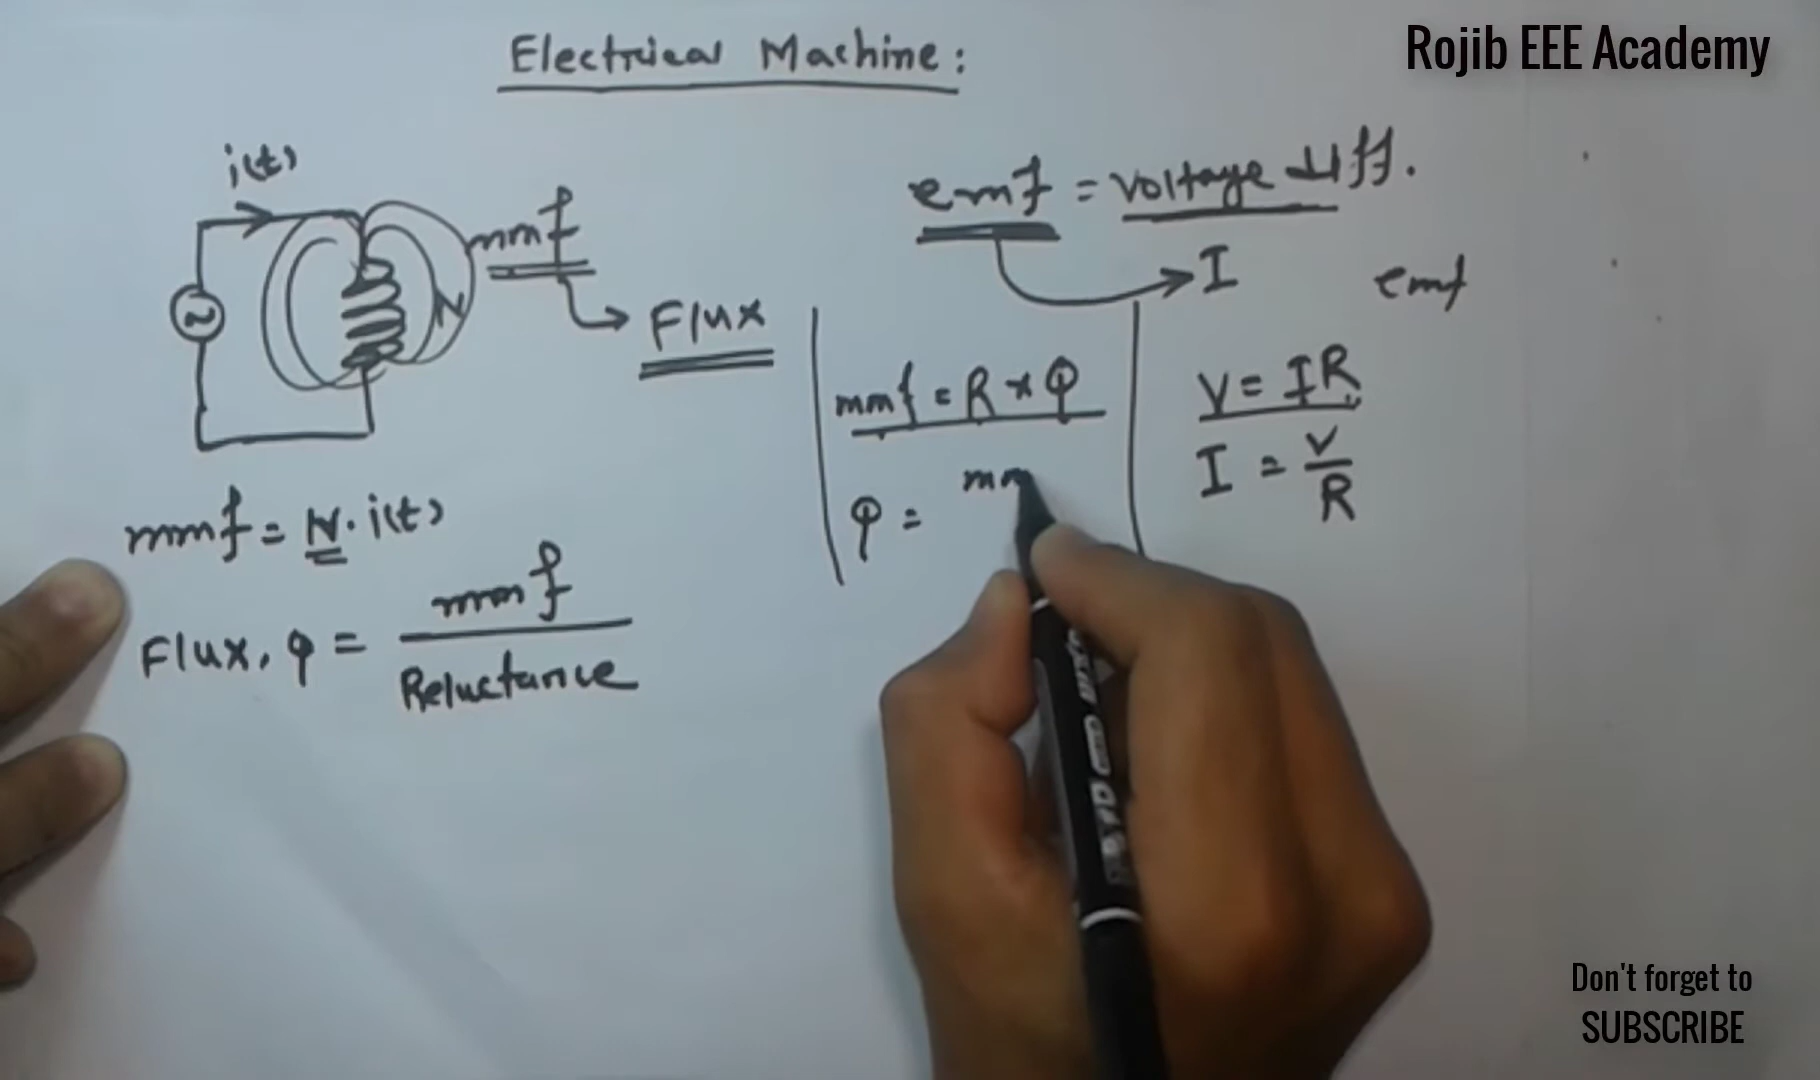 Electrical Machine:
Rojib EEE Academy
i(t)
mmf
N
Flux
mmf = N. i(t)
Flux, φ = mmf / Reluctance
emf = Voltage diff.
I
emf
mmf = R × φ
φ = mm
V = IR
I = V / R
Don't forget to
SUBSCRIBE